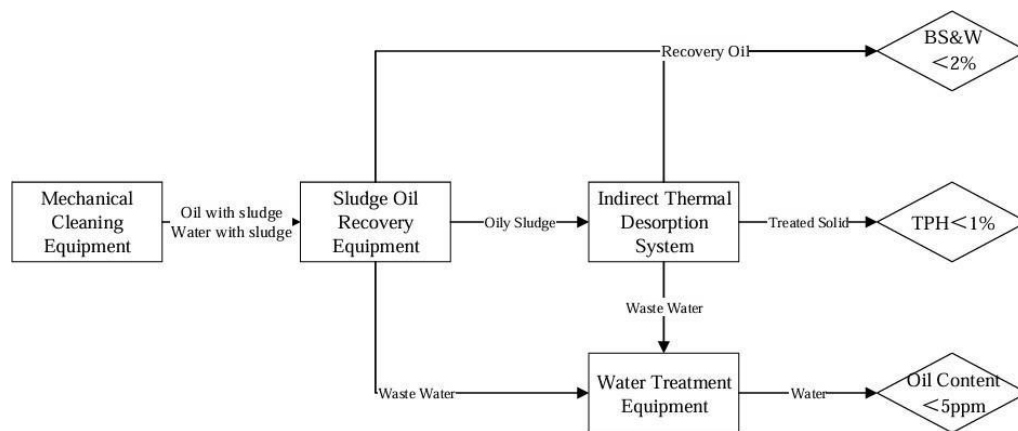 Recovery Oil
BS&W
＜2%
Mechanical
Cleaning
Equipment
Oil with sludge
Water with sludge
Sludge Oil
Recovery
Equipment
Oily Sludge
Indirect Thermal
Desorption
System
Treated Solid
TPH＜1%
Waste Water
Waste Water
Water Treatment
Equipment
Water
Oil Content
＜5ppm